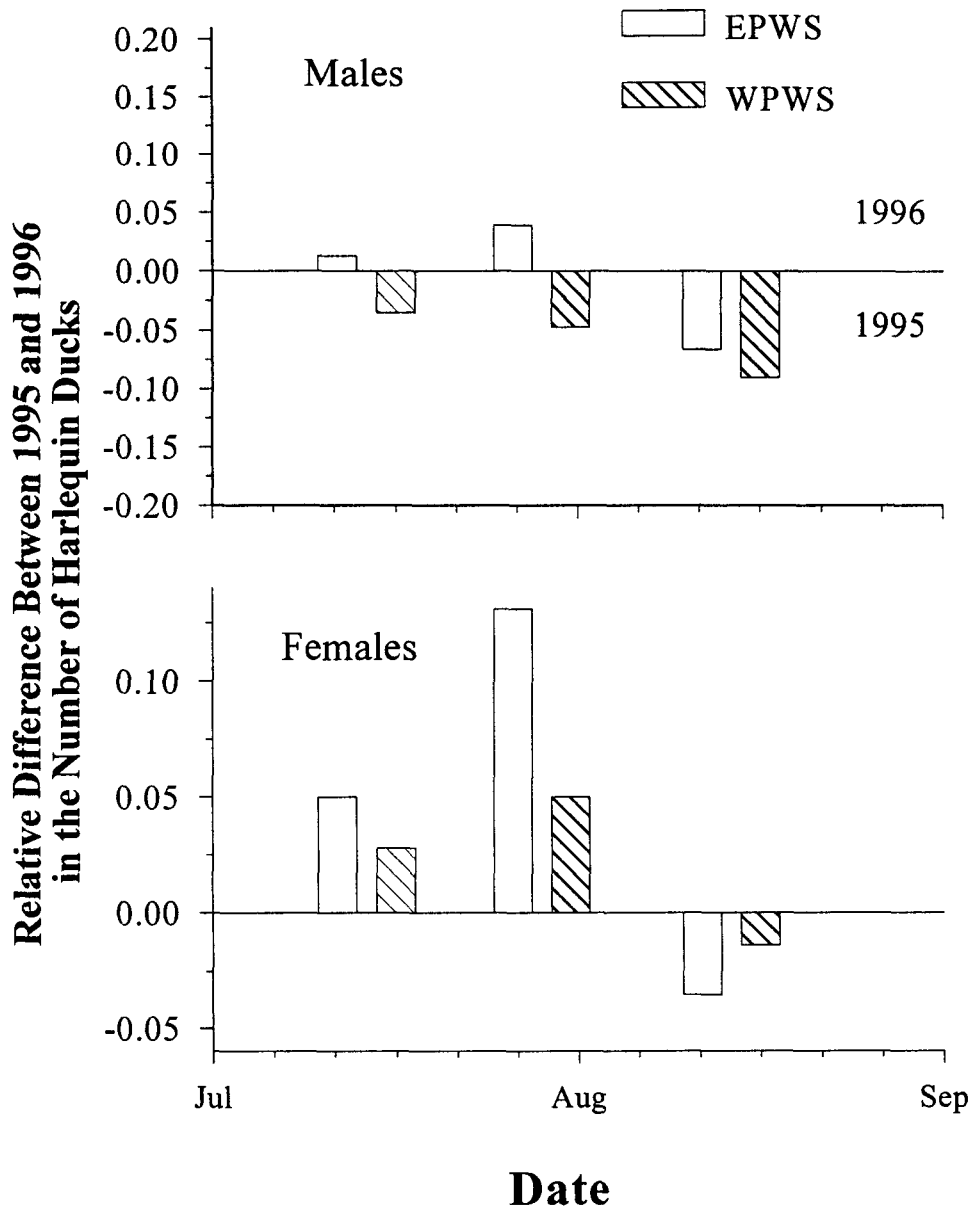 Relative Difference Between 1995 and 1996
in the Number of Harlequin Ducks
EPWS
WPWS
Males
0.20
0.15
0.10
0.05
0.00
-0.05
-0.10
-0.15
-0.20
1996
1995
Females
0.10
0.05
0.00
-0.05
Jul
Aug
Sep
Date